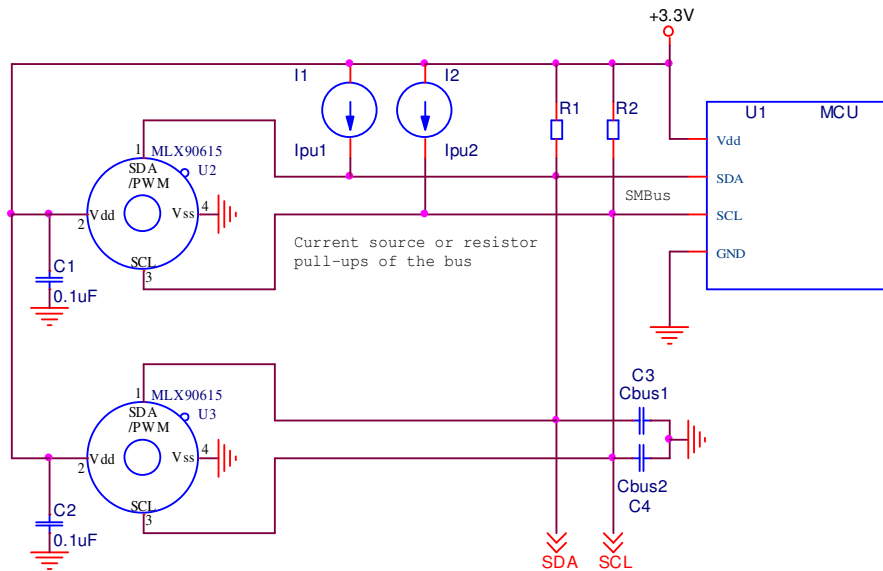 +3.3V
I1
I2
R1
R2
U1
MCU
Ipu1
Ipu2
Vdd
SDA
SCL
GND
SMBus
1
MLX90615
SDA
/PWM
U2
2
Vdd
Vss
4
SCL
3
C1
0.1uF
Current source or resistor
pull-ups of the bus
1
MLX90615
SDA
/PWM
U3
2
Vdd
Vss
4
SCL
3
C2
0.1uF
C3
Cbus1
Cbus2
C4
SDA
SCL